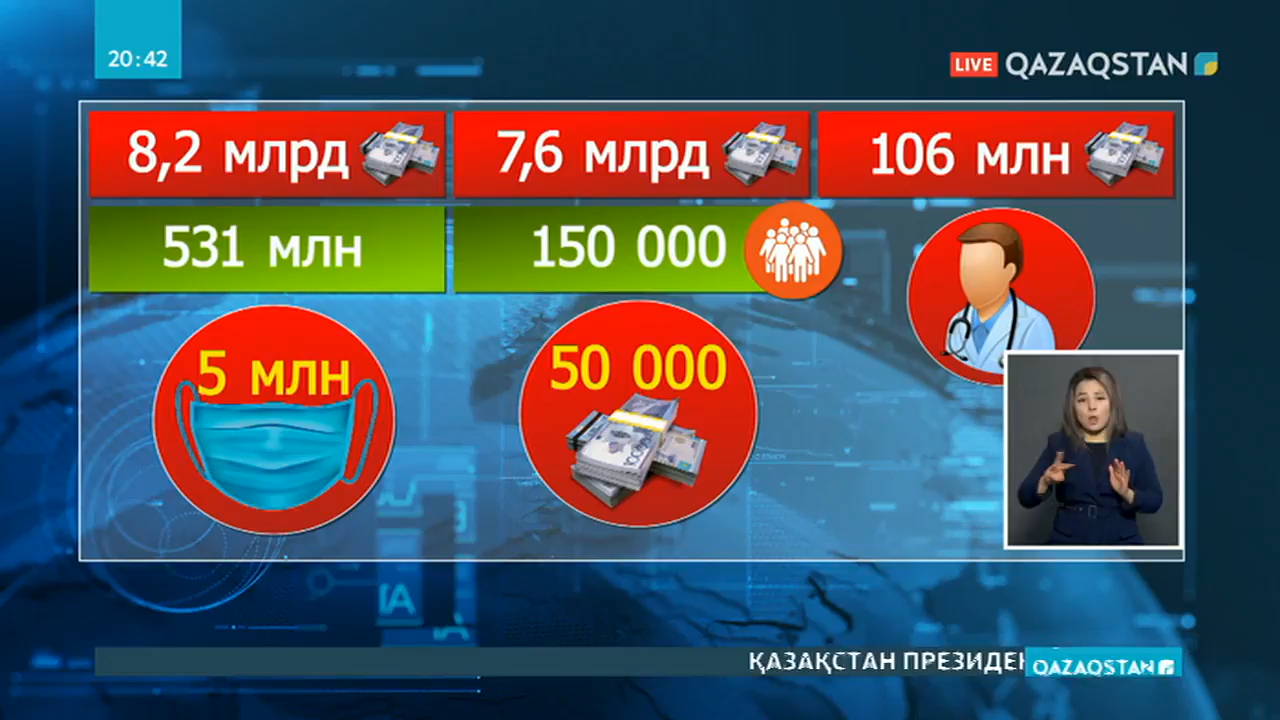 20:42
LIVE QAZAQSTAN
8,2 млрд
7,6 млрд
106 млн
531 млн
150 000
5 млн
50 000
ҚАЗАҚСТАН
QAZAQSTAN